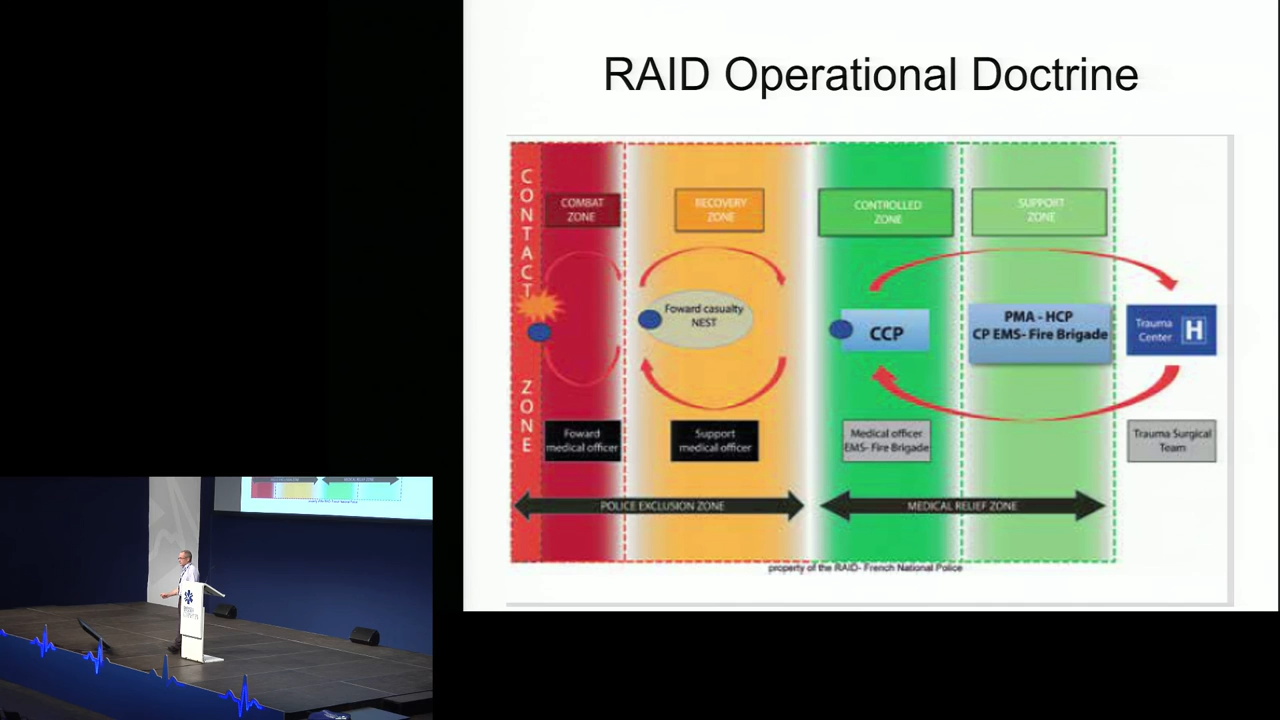 RAID Operational Doctrine
CONTACT
ZONE
COMBAT
ZONE
RECOVERY
ZONE
CONTROLLED
ZONE
SUPPORT
ZONE
Foward casualty
NEST
CCP
PMA - HCP
CP EMS- Fire Brigade
Trauma
Center
H
Foward
medical officer
Support
medical officer
Medical officer
EMS- Fire Brigade
Trauma Surgical
Team
POLICE EXCLUSION ZONE
MEDICAL RELIEF ZONE
property of the RAID- French National Police